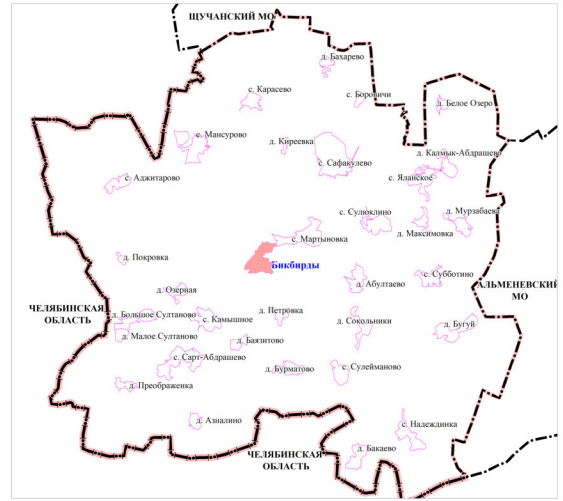 ЩУЧАНСКИЙ МО
д. Бахарево
с. Карасево
с. Боровичи
д. Белое Озеро
с. Мансурово
д. Киреевка
с. Сафакулево
д. Калмык-Абдрашево
с. Яланское
с. Аджитарово
с. Сулюклино
д. Мурзабаево
д. Максимовка
с. Мартыновка
д. Покровка
Бикбирды
с. Субботино
д. Абултаево
АЛЬМЕНЕВСКИЙ
МО
д. Озерная
ЧЕЛЯБИНСКАЯ
ОБЛАСТЬ
д. Большое Султаново
с. Камышное
д. Петровка
д. Сокольники
д. Бугуй
д. Малое Султаново
д. Баязитово
с. Сарт-Абдрашево
д. Бурматово
с. Сулейманово
д. Преображенка
д. Азналино
с. Надеждинка
д. Бакаево
ЧЕЛЯБИНСКАЯ
ОБЛАСТЬ